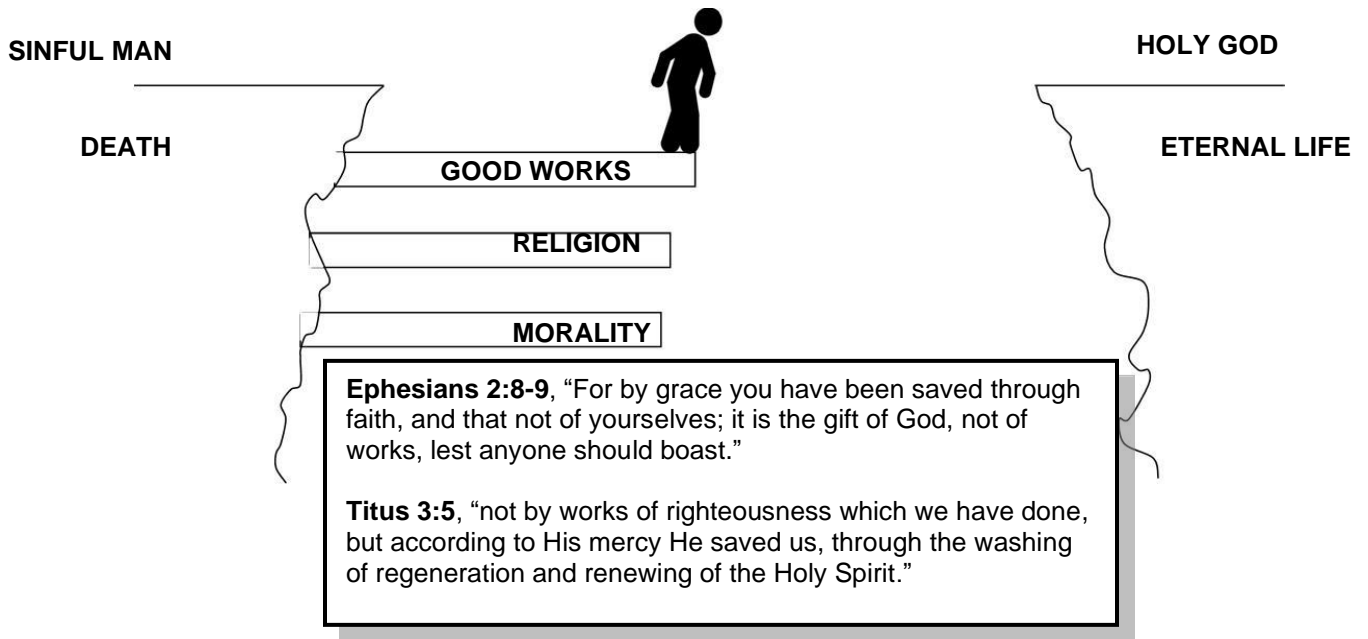 SINFUL MAN
HOLY GOD
DEATH
ETERNAL LIFE
GOOD WORKS
RELIGION
MORALITY
Ephesians 2:8-9, “For by grace you have been saved through
faith, and that not of yourselves; it is the gift of God, not of
works, lest anyone should boast.”
Titus 3:5, “not by works of righteousness which we have done,
but according to His mercy He saved us, through the washing
of regeneration and renewing of the Holy Spirit.”